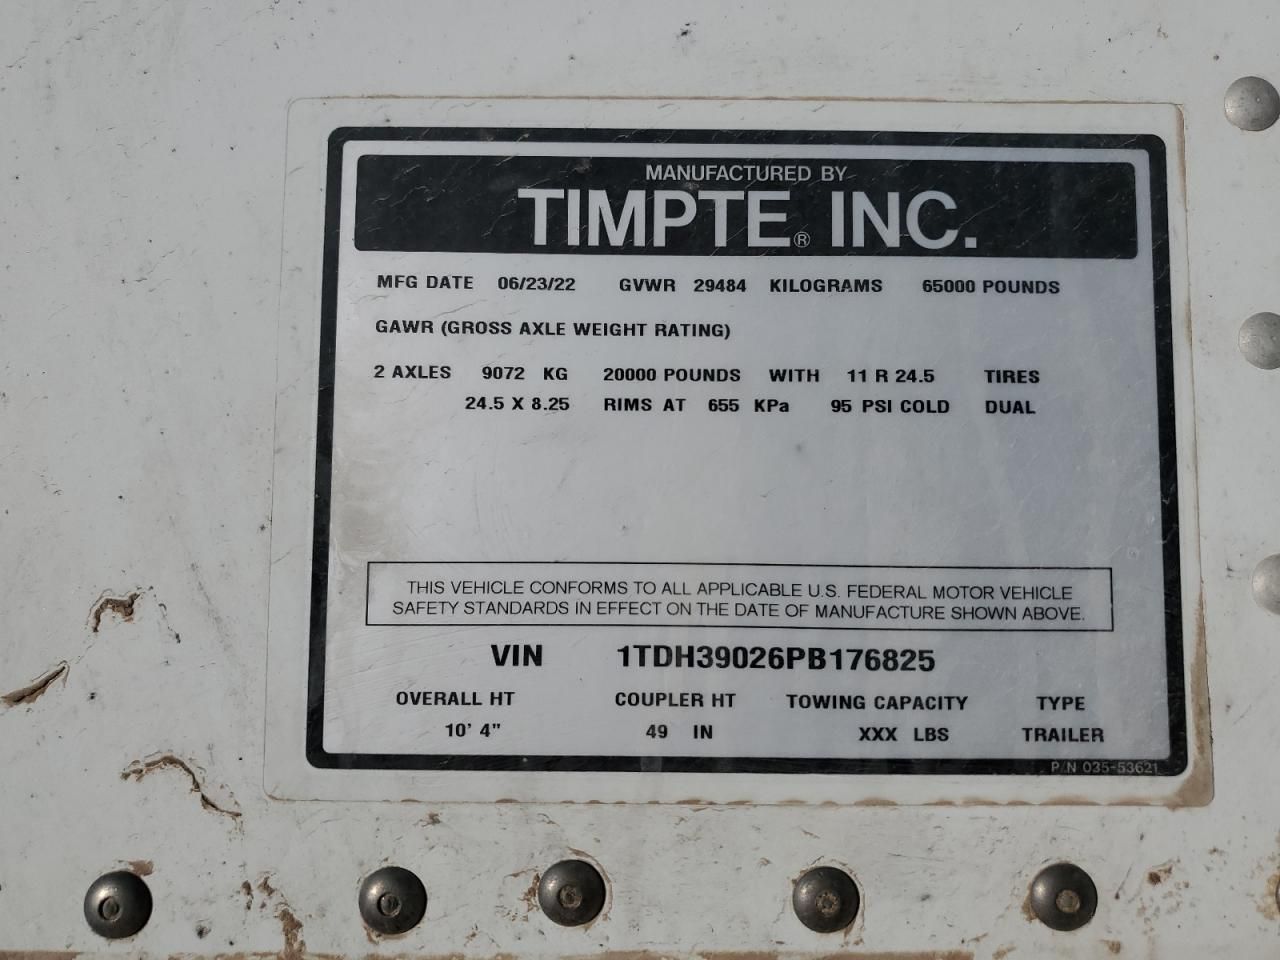 MANUFACTURED BY
TIMPTE® INC.
MFG DATE 06/23/22 GVWR 29484 KILOGRAMS 65000 POUNDS
GAWR (GROSS AXLE WEIGHT RATING)
2 AXLES 9072 KG 20000 POUNDS WITH 11 R 24.5 TIRES
24.5 X 8.25 RIMS AT 655 KPa 95 PSI COLD DUAL
THIS VEHICLE CONFORMS TO ALL APPLICABLE U.S. FEDERAL MOTOR VEHICLE
SAFETY STANDARDS IN EFFECT ON THE DATE OF MANUFACTURE SHOWN ABOVE.
VIN 1TDH39026PB176825
OVERALL HT COUPLER HT TOWING CAPACITY TYPE
10' 4" 49 IN XXX LBS TRAILER
P/N 035-53621